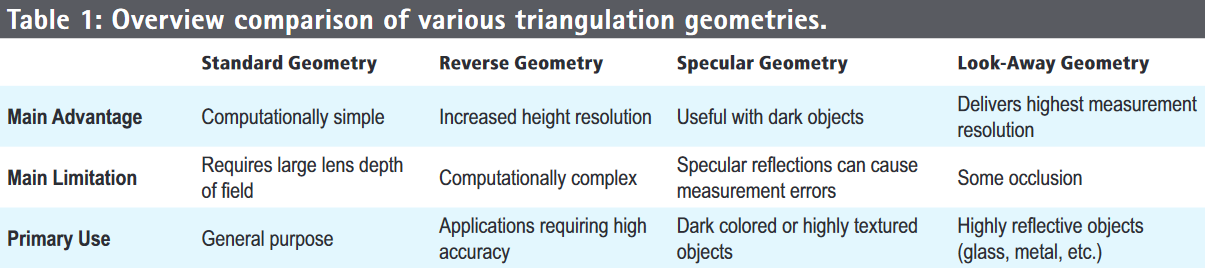 Table 1: Overview comparison of various triangulation geometries.
Standard Geometry Reverse Geometry Specular Geometry Look-Away Geometry
Main Advantage Computationally simple Increased height resolution Useful with dark objects Delivers highest measurement
resolution
Main Limitation Requires large lens depth
of field Computationally complex Specular reflections can cause
measurement errors Some occlusion
Primary Use General purpose Applications requiring high
accuracy Dark colored or highly textured
objects Highly reflective objects
(glass, metal, etc.)